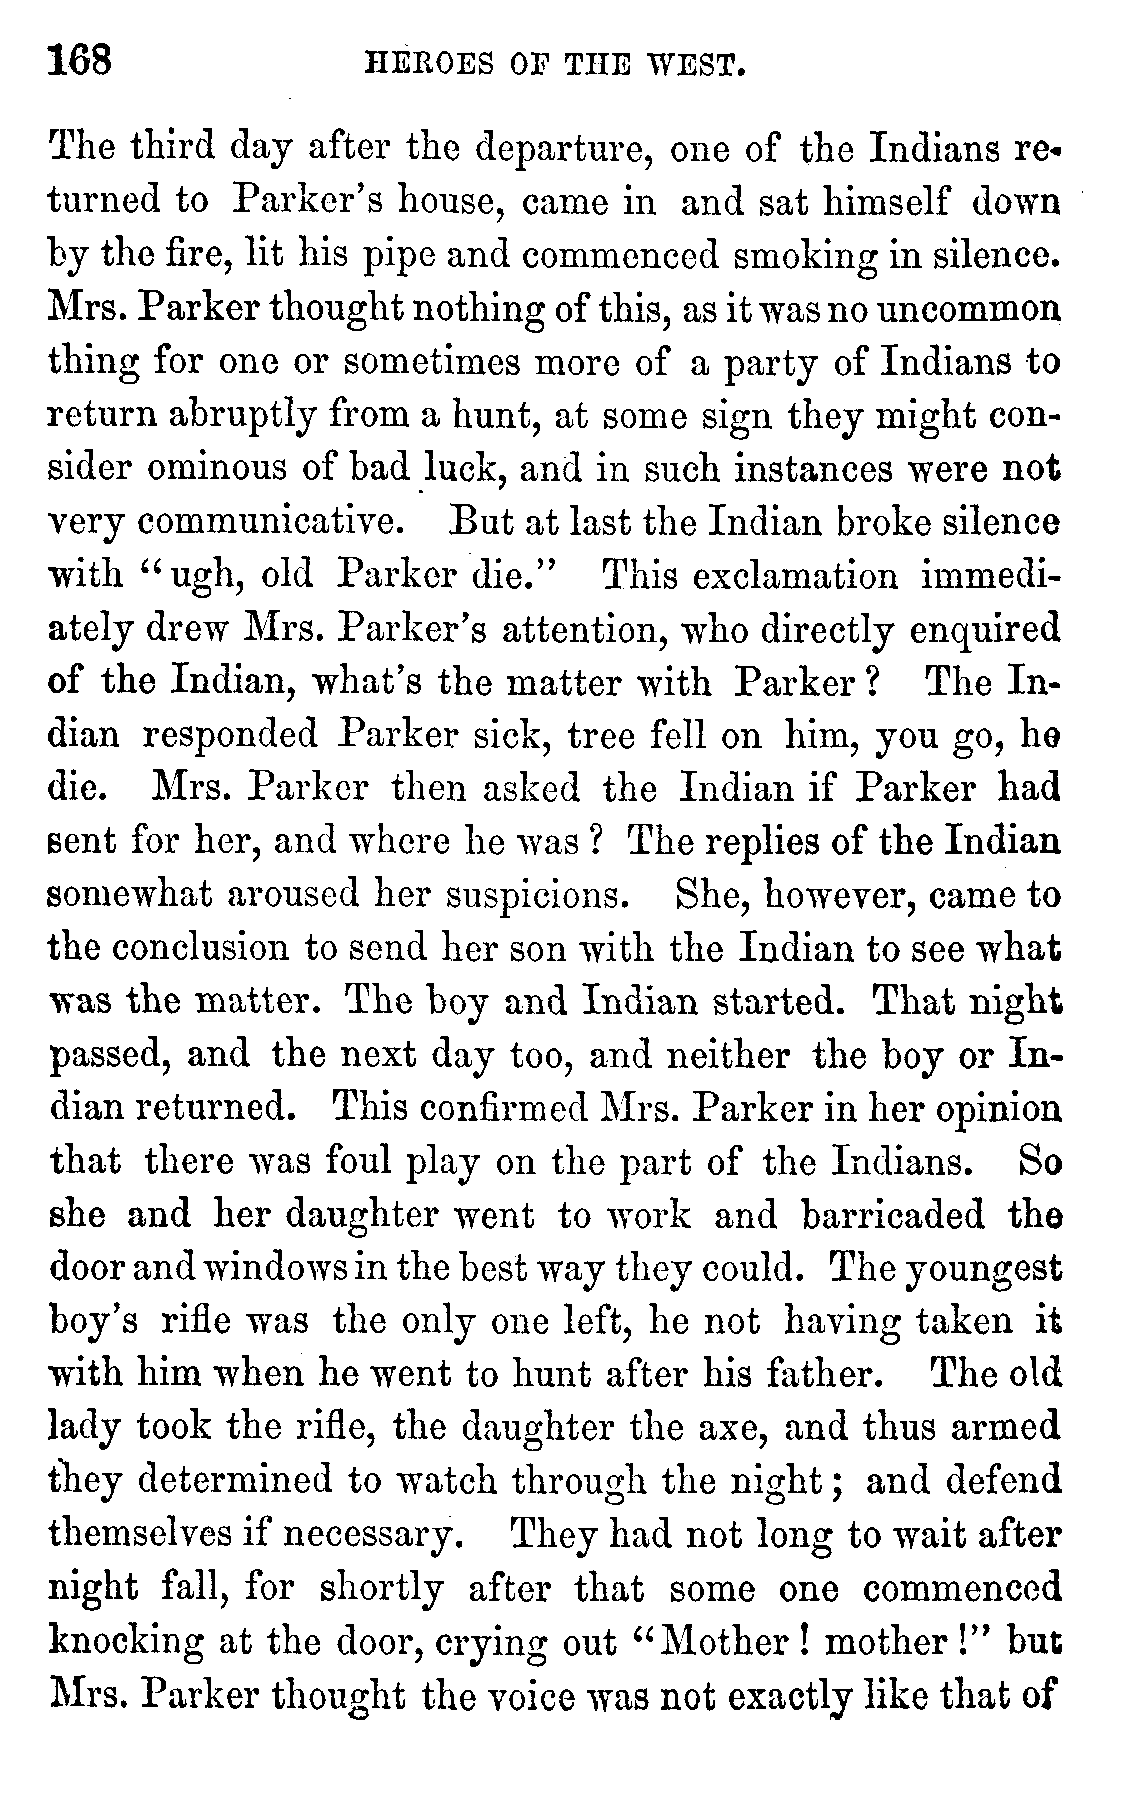 168 HEROES OF THE WEST.
The third day after the departure, one of the Indians re-
turned to Parker's house, came in and sat himself down
by the fire, lit his pipe and commenced smoking in silence.
Mrs. Parker thought nothing of this, as it was no uncommon
thing for one or sometimes more of a party of Indians to
return abruptly from a hunt, at some sign they might con-
sider ominous of bad luck, and in such instances were not
very communicative. But at last the Indian broke silence
with "ugh, old Parker die." This exclamation immedi-
ately drew Mrs. Parker's attention, who directly enquired
of the Indian, what's the matter with Parker? The In-
dian responded Parker sick, tree fell on him, you go, he
die. Mrs. Parker then asked the Indian if Parker had
sent for her, and where he was? The replies of the Indian
somewhat aroused her suspicions. She, however, came to
the conclusion to send her son with the Indian to see what
was the matter. The boy and Indian started. That night
passed, and the next day too, and neither the boy or In-
dian returned. This confirmed Mrs. Parker in her opinion
that there was foul play on the part of the Indians. So
she and her daughter went to work and barricaded the
door and windows in the best way they could. The youngest
boy's rifle was the only one left, he not having taken it
with him when he went to hunt after his father. The old
lady took the rifle, the daughter the axe, and thus armed
they determined to watch through the night; and defend
themselves if necessary. They had not long to wait after
night fall, for shortly after that some one commenced
knocking at the door, crying out "Mother! mother!" but
Mrs. Parker thought the voice was not exactly like that of